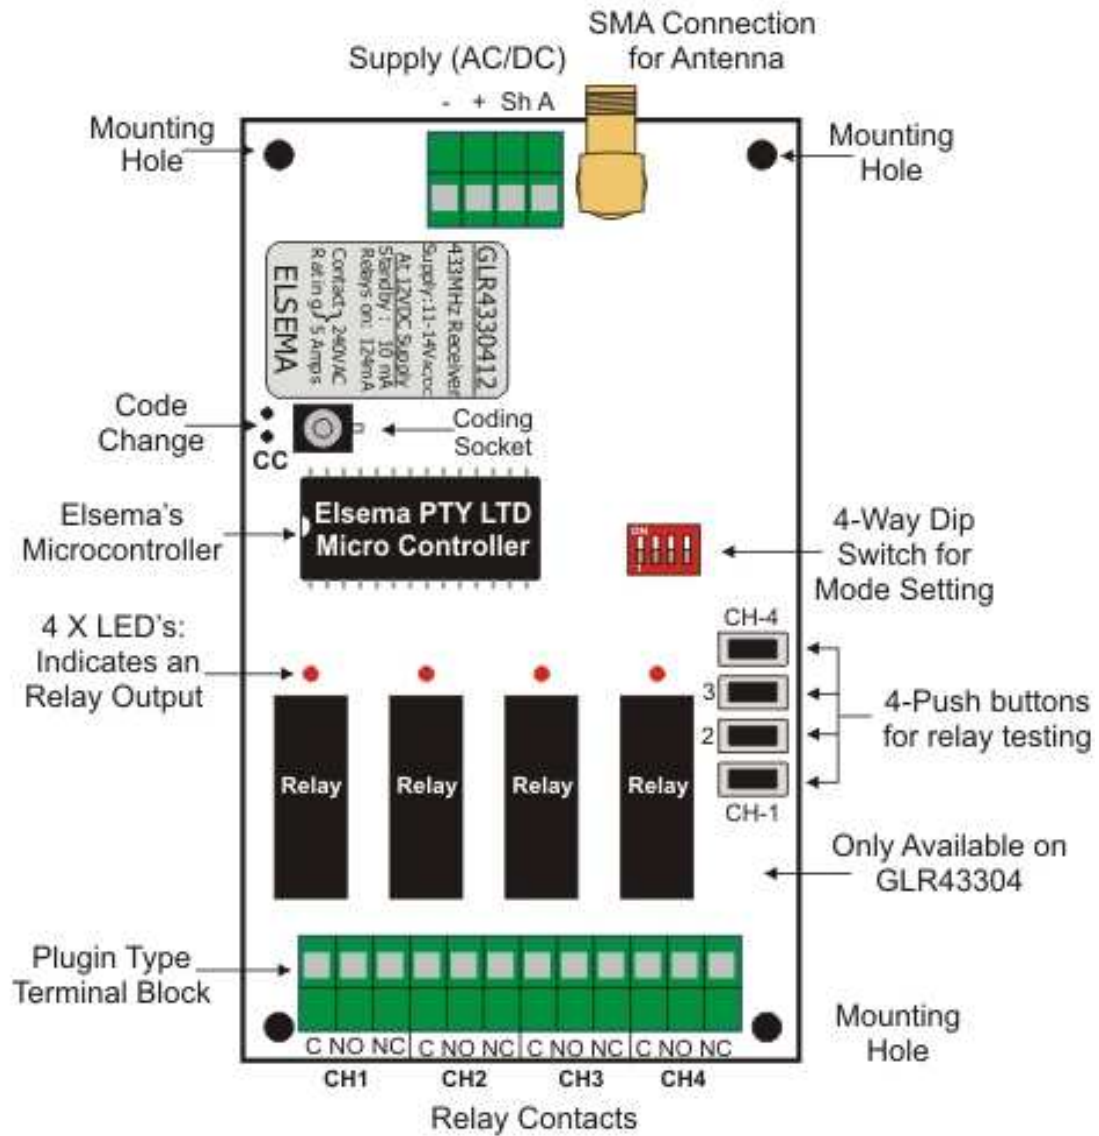 SMA Connection
for Antenna
Supply (AC/DC)
- + Sh A
Mounting
Hole
Mounting
Hole
GLR4330412
433MHz Receiver
Supply:11-14VAC/DC
At 12VDC Supply
Standby : 10 mA
Relays on: 124mA
Contact } 240VAC
Rating } 5 Amps
ELSEMA
Code
Change
CC
Coding
Socket
Elsema's
Microcontroller
Elsema PTY LTD
Micro Controller
ON
4-Way Dip
Switch for
Mode Setting
4 X LED's:
Indicates an
Relay Output
CH-4
3
2
CH-1
4-Push buttons
for relay testing
Relay Relay Relay Relay
Only Available on
GLR43304
Plugin Type
Terminal Block
Mounting
Hole
C NO NC C NO NC C NO NC C NO NC
CH1 CH2 CH3 CH4
Relay Contacts